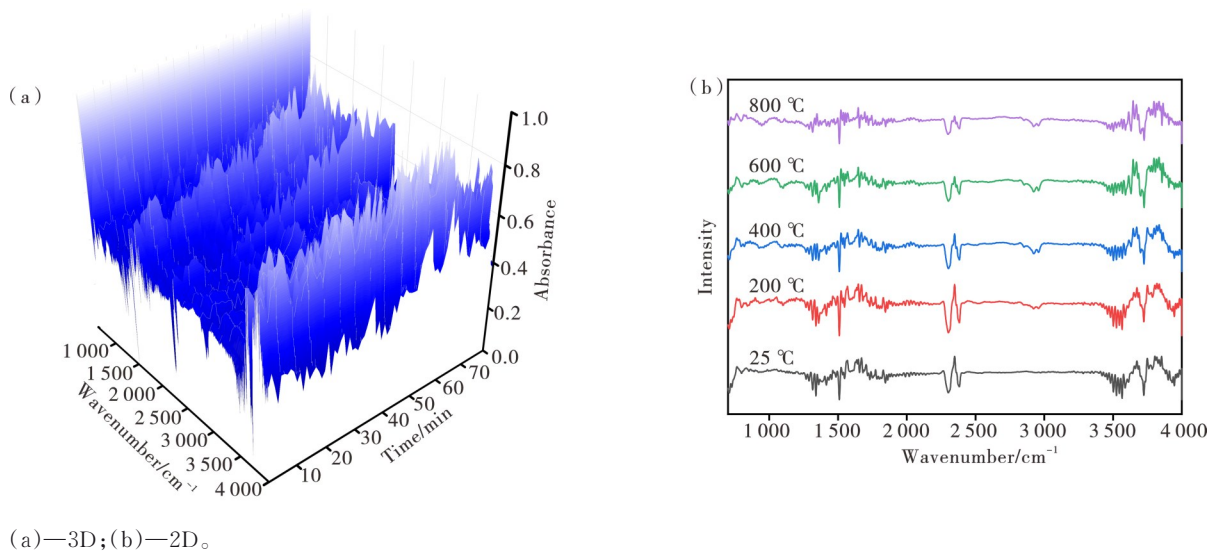 (a)
1.0
0.8
0.6
0.4
0.2
0.0
Absorbance
1 000
1 500
2 000
2 500
3 000
3 500
4 000
Wavenumber/cm⁻¹
10
20
30
40
50
60
70
Time/min
(b)
800 ℃
600 ℃
400 ℃
200 ℃
25 ℃
Intensity
1 000 1 500 2 000 2 500 3 000 3 500 4 000
Wavenumber/cm⁻¹
(a)—3D;(b)—2D。